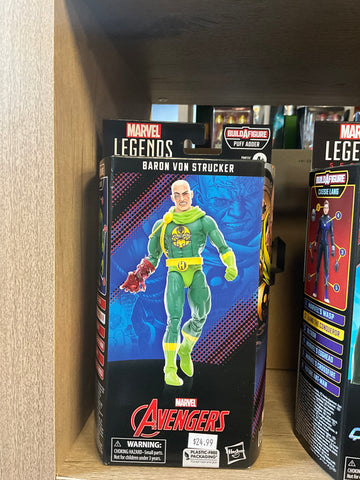 MARVEL
LEGENDS
BUILD A FIGURE
PUFF ADDER
BARON VON STRUCKER
MARVEL
AVENGERS
$24.99
WARNING:
CHOKING HAZARD-Small parts.
Not for children under 3 years.
PLASTIC-FREE
PACKAGING
Hasbro
MARVEL
BUILD A FIGURE
CASSIE LANG